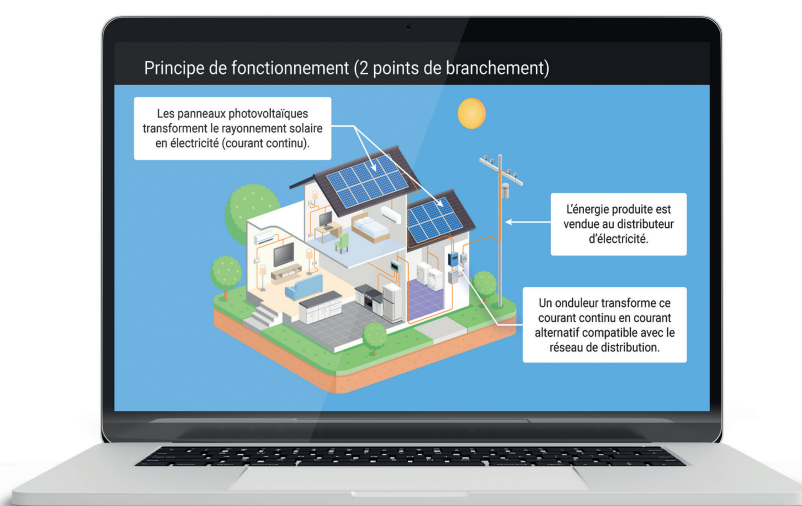 Principe de fonctionnement (2 points de branchement)
Les panneaux photovoltaïques
transforment le rayonnement solaire
en électricité (courant continu).
L'énergie produite est
vendue au distributeur
d'électricité.
Un onduleur transforme ce
courant continu en courant
alternatif compatible avec le
réseau de distribution.